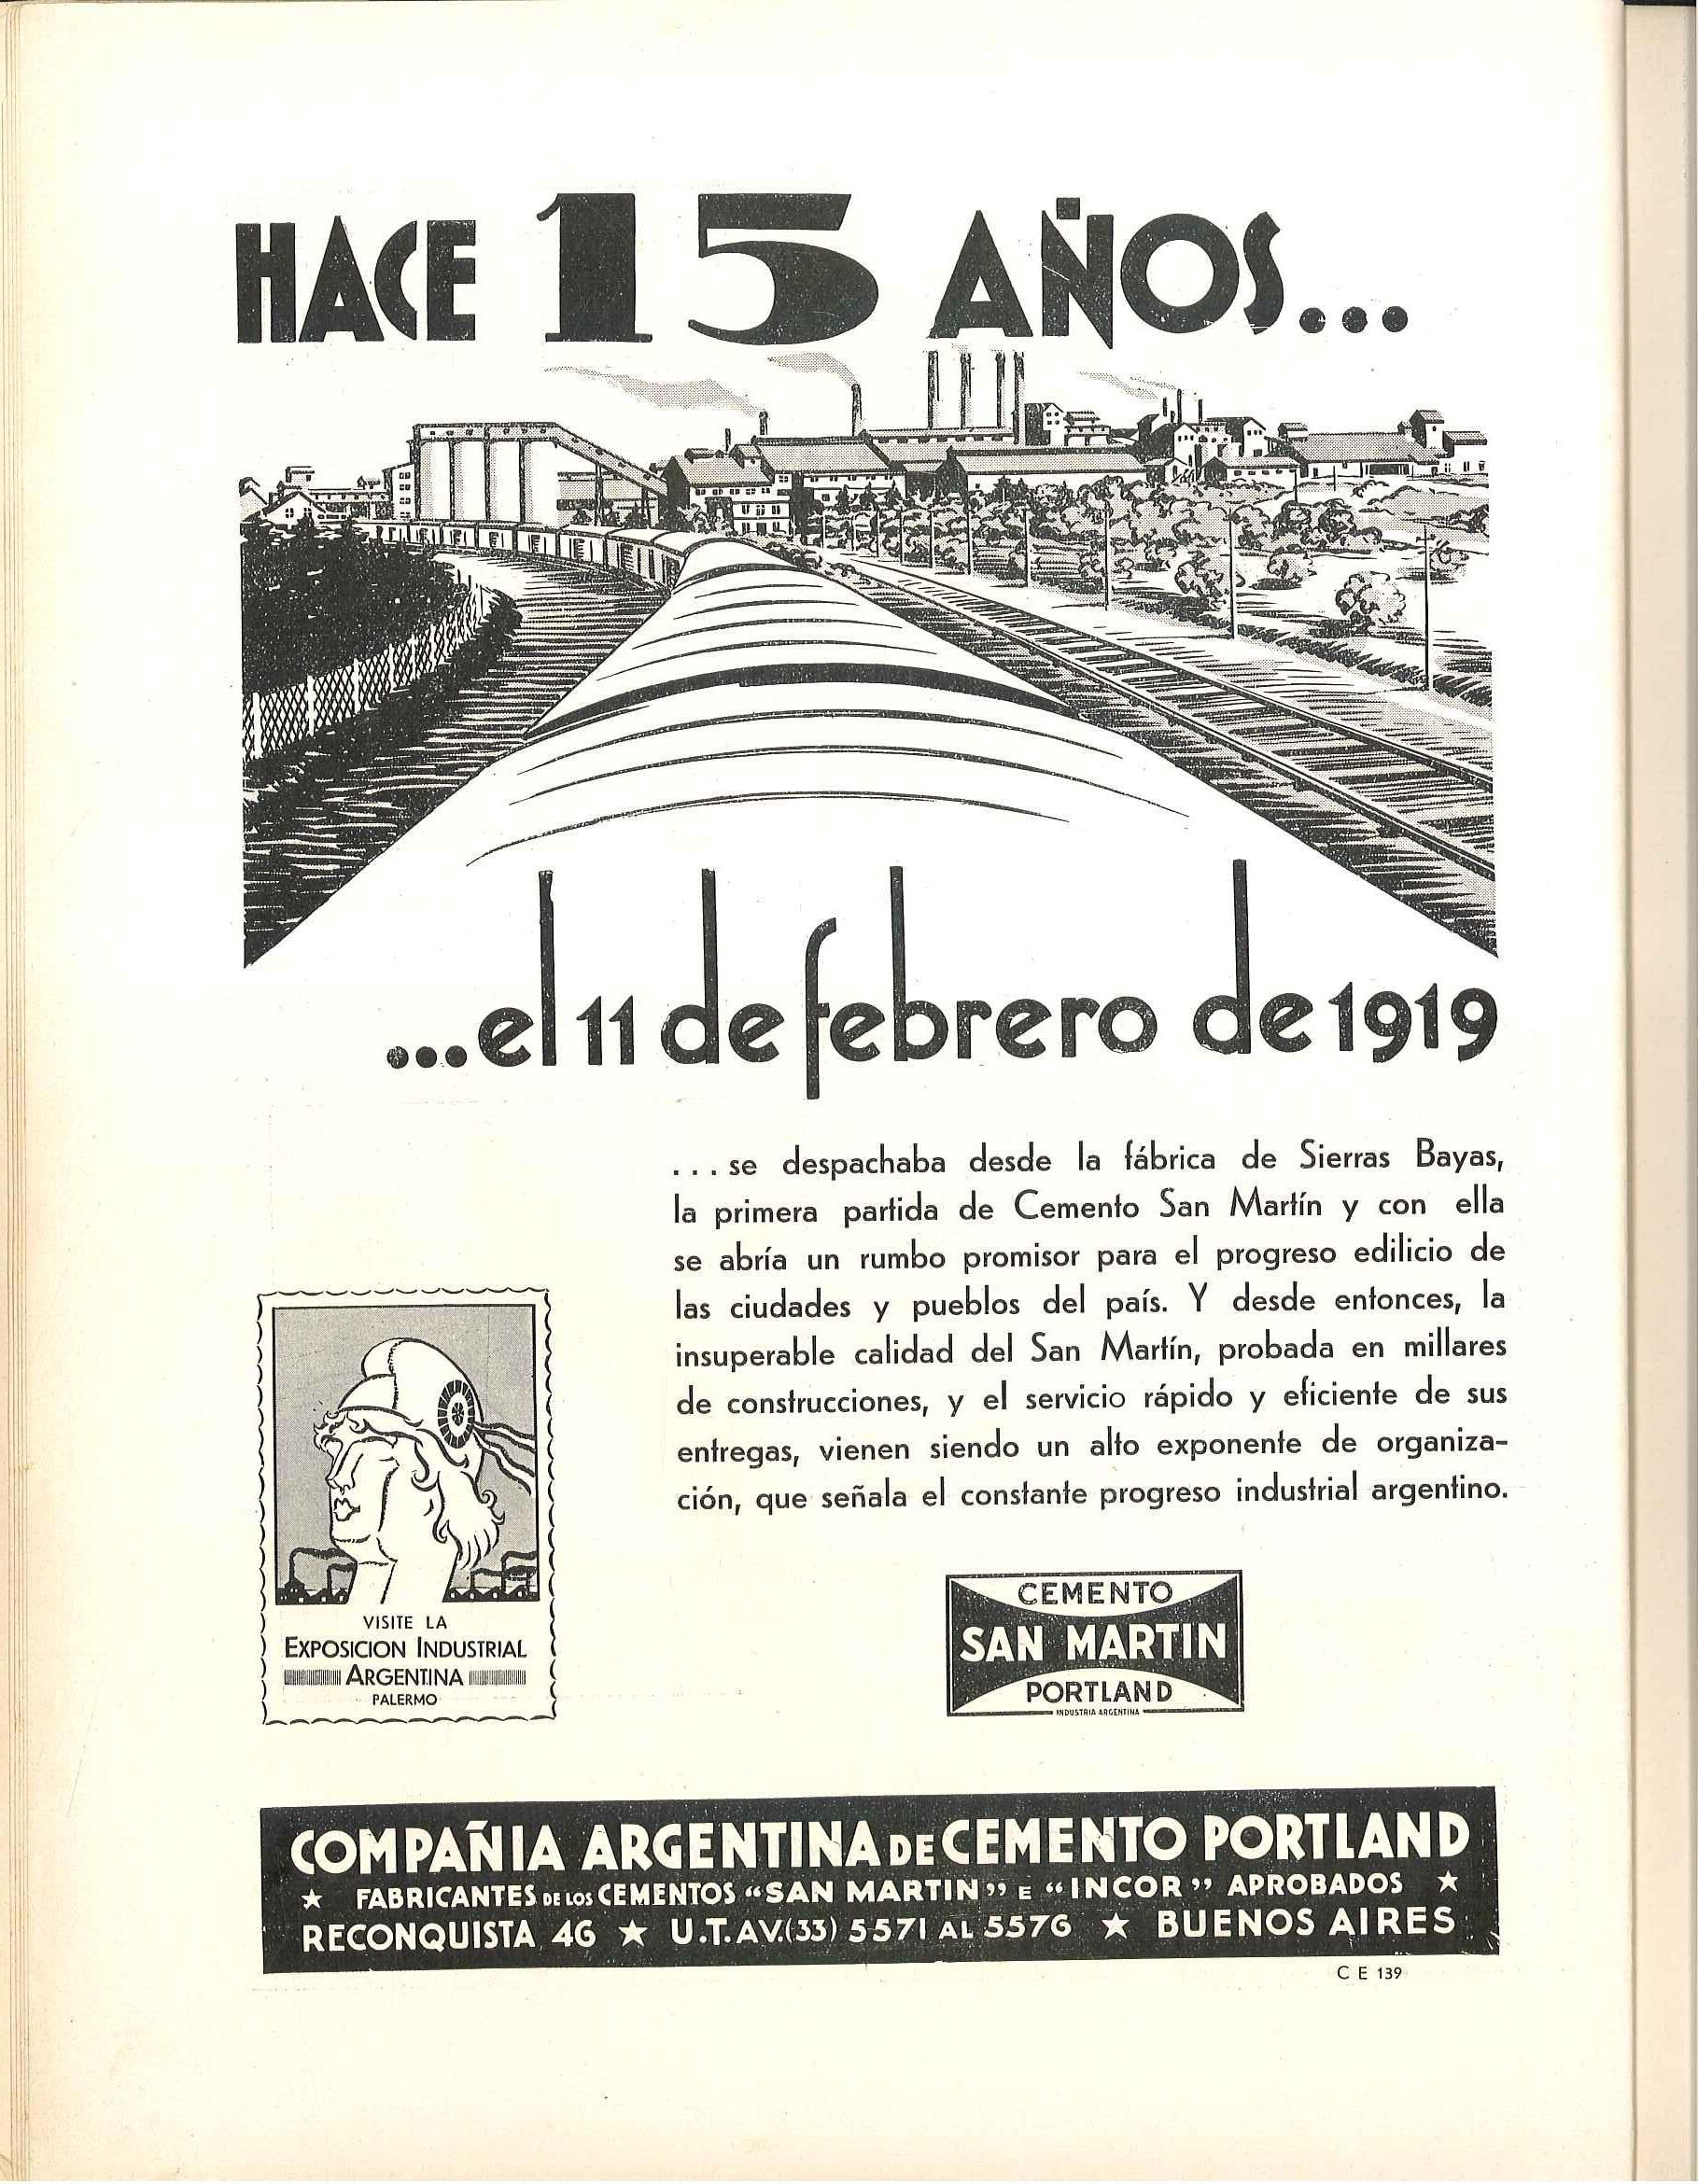 HACE 15 AÑOS...
...el 11 de febrero de 1919
...se despachaba desde la fábrica de Sierras Bayas,
la primera partida de Cemento San Martín y con ella
se abría un rumbo promisor para el progreso edilicio de
las ciudades y pueblos del país. Y desde entonces, la
insuperable calidad del San Martín, probada en millares
de construcciones, y el servicio rápido y eficiente de sus
entregas, vienen siendo un alto exponente de organiza-
ción, que señala el constante progreso industrial argentino.
VISITE LA
EXPOSICION INDUSTRIAL
ARGENTINA
PALERMO
CEMENTO
SAN MARTIN
PORTLAND
INDUSTRIA ARGENTINA
COMPAÑIA ARGENTINA DE CEMENTO PORTLAND
★ FABRICANTES DE LOS CEMENTOS “SAN MARTIN” E “INCOR” APROBADOS ★
RECONQUISTA 46 ★ U.T. AV. (33) 5571 AL 5576 ★ BUENOS AIRES
C E 139